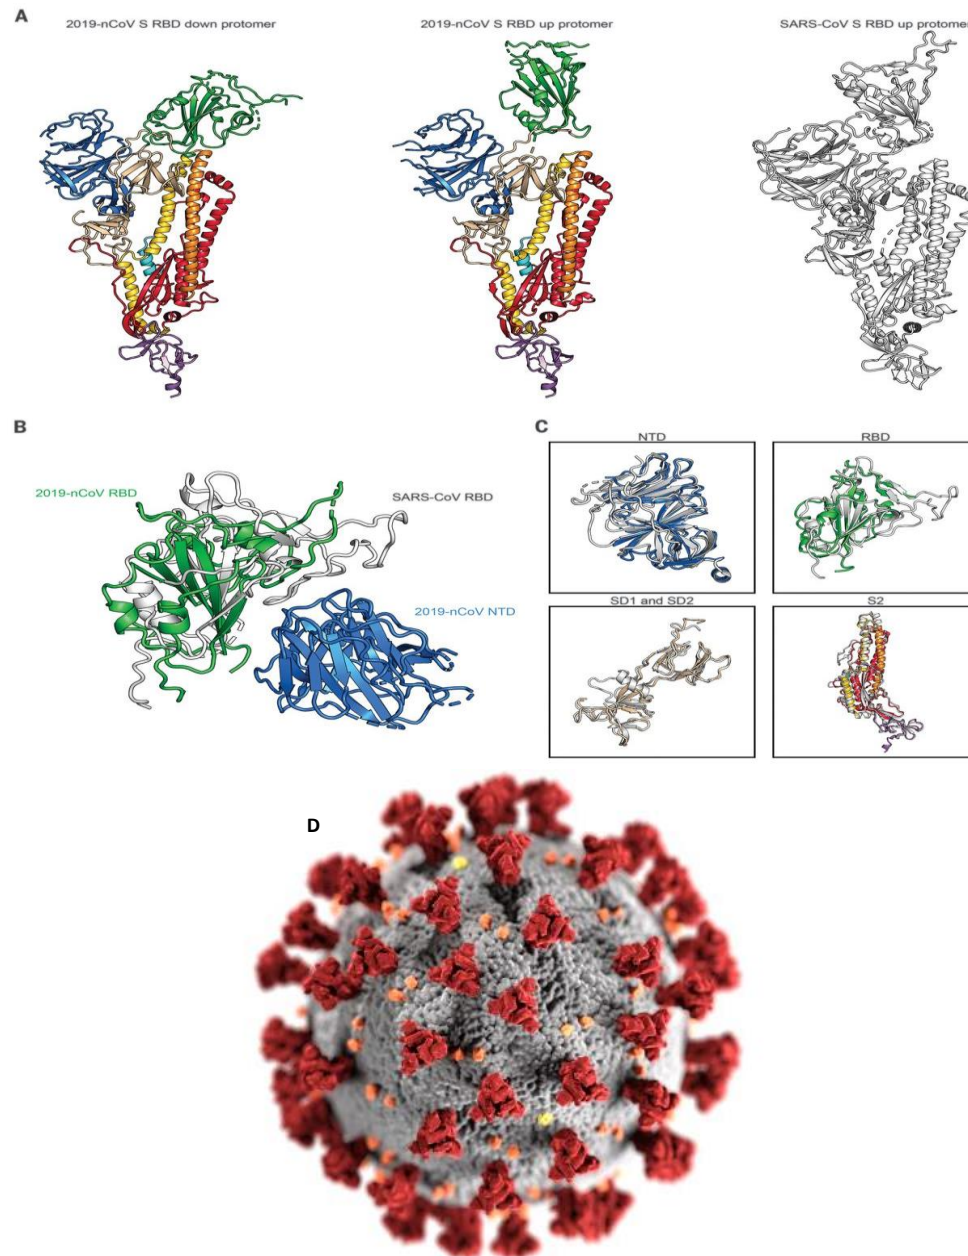 A
2019-nCoV S RBD down protomer
2019-nCoV S RBD up protomer
SARS-CoV S RBD up protomer
B
2019-nCoV RBD
SARS-CoV RBD
2019-nCoV NTD
C
NTD
RBD
SD1 and SD2
S2
D